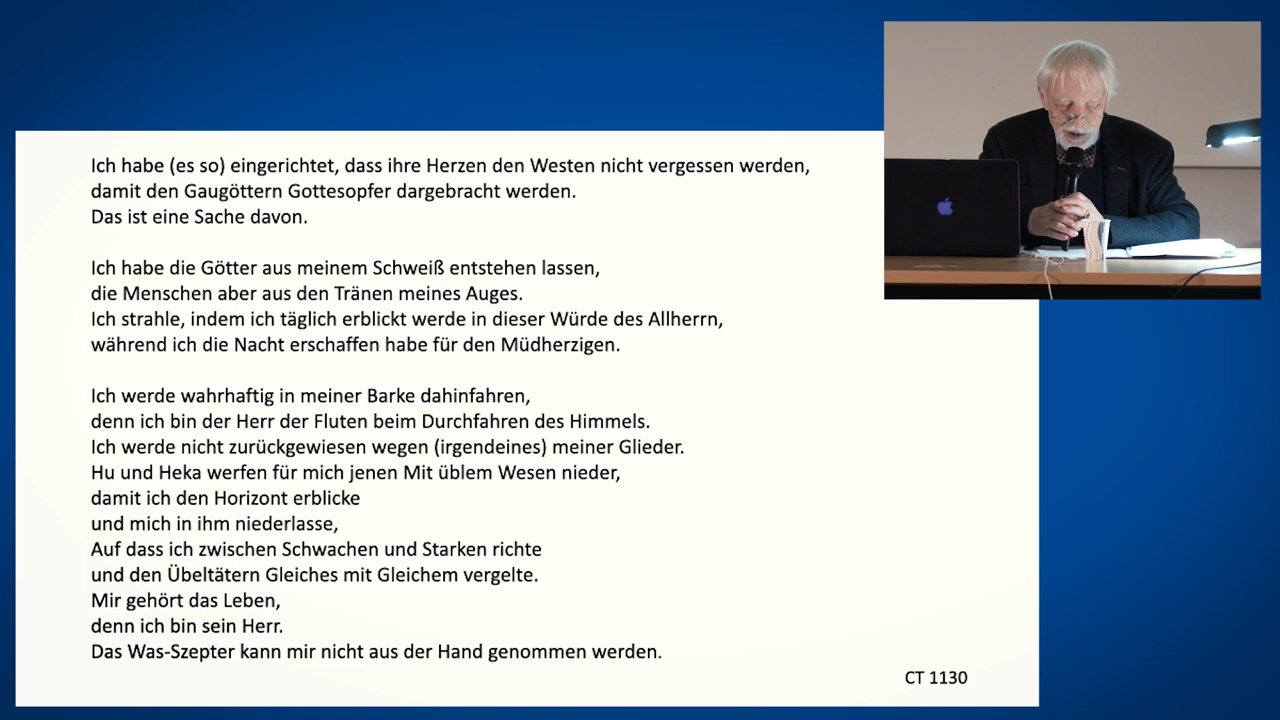 Ich habe (es so) eingerichtet, dass ihre Herzen den Westen nicht vergessen werden,
damit den Gaugöttern Gottesopfer dargebracht werden.
Das ist eine Sache davon.
Ich habe die Götter aus meinem Schweiß entstehen lassen,
die Menschen aber aus den Tränen meines Auges.
Ich strahle, indem ich täglich erblickt werde in dieser Würde des Allherrn,
während ich die Nacht erschaffen habe für den Müdherzigen.
Ich werde wahrhaftig in meiner Barke dahinfahren,
denn ich bin der Herr der Fluten beim Durchfahren des Himmels.
Ich werde nicht zurückgewiesen wegen (irgendeines) meiner Glieder.
Hu und Heka werfen für mich jenen Mit üblem Wesen nieder,
damit ich den Horizont erblicke
und mich in ihm niederlasse,
Auf dass ich zwischen Schwachen und Starken richte
und den Übeltätern Gleiches mit Gleichem vergelte.
Mir gehört das Leben,
denn ich bin sein Herr.
Das Was-Szepter kann mir nicht aus der Hand genommen werden.
CT 1130